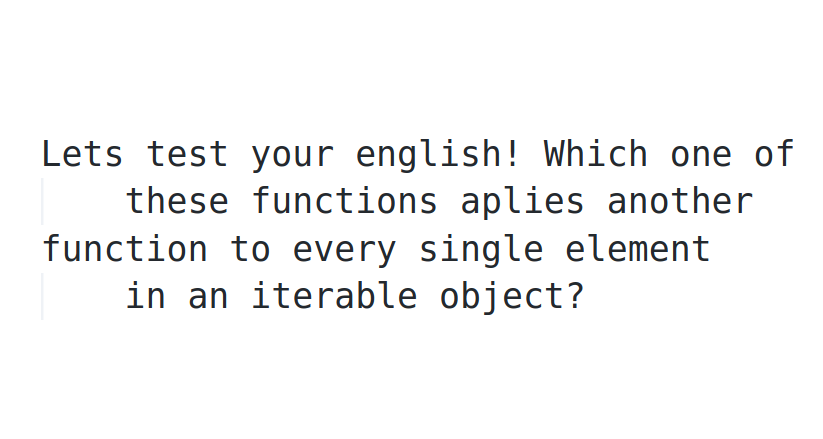 Lets test your english! Which one of
these functions aplies another
function to every single element
in an iterable object?